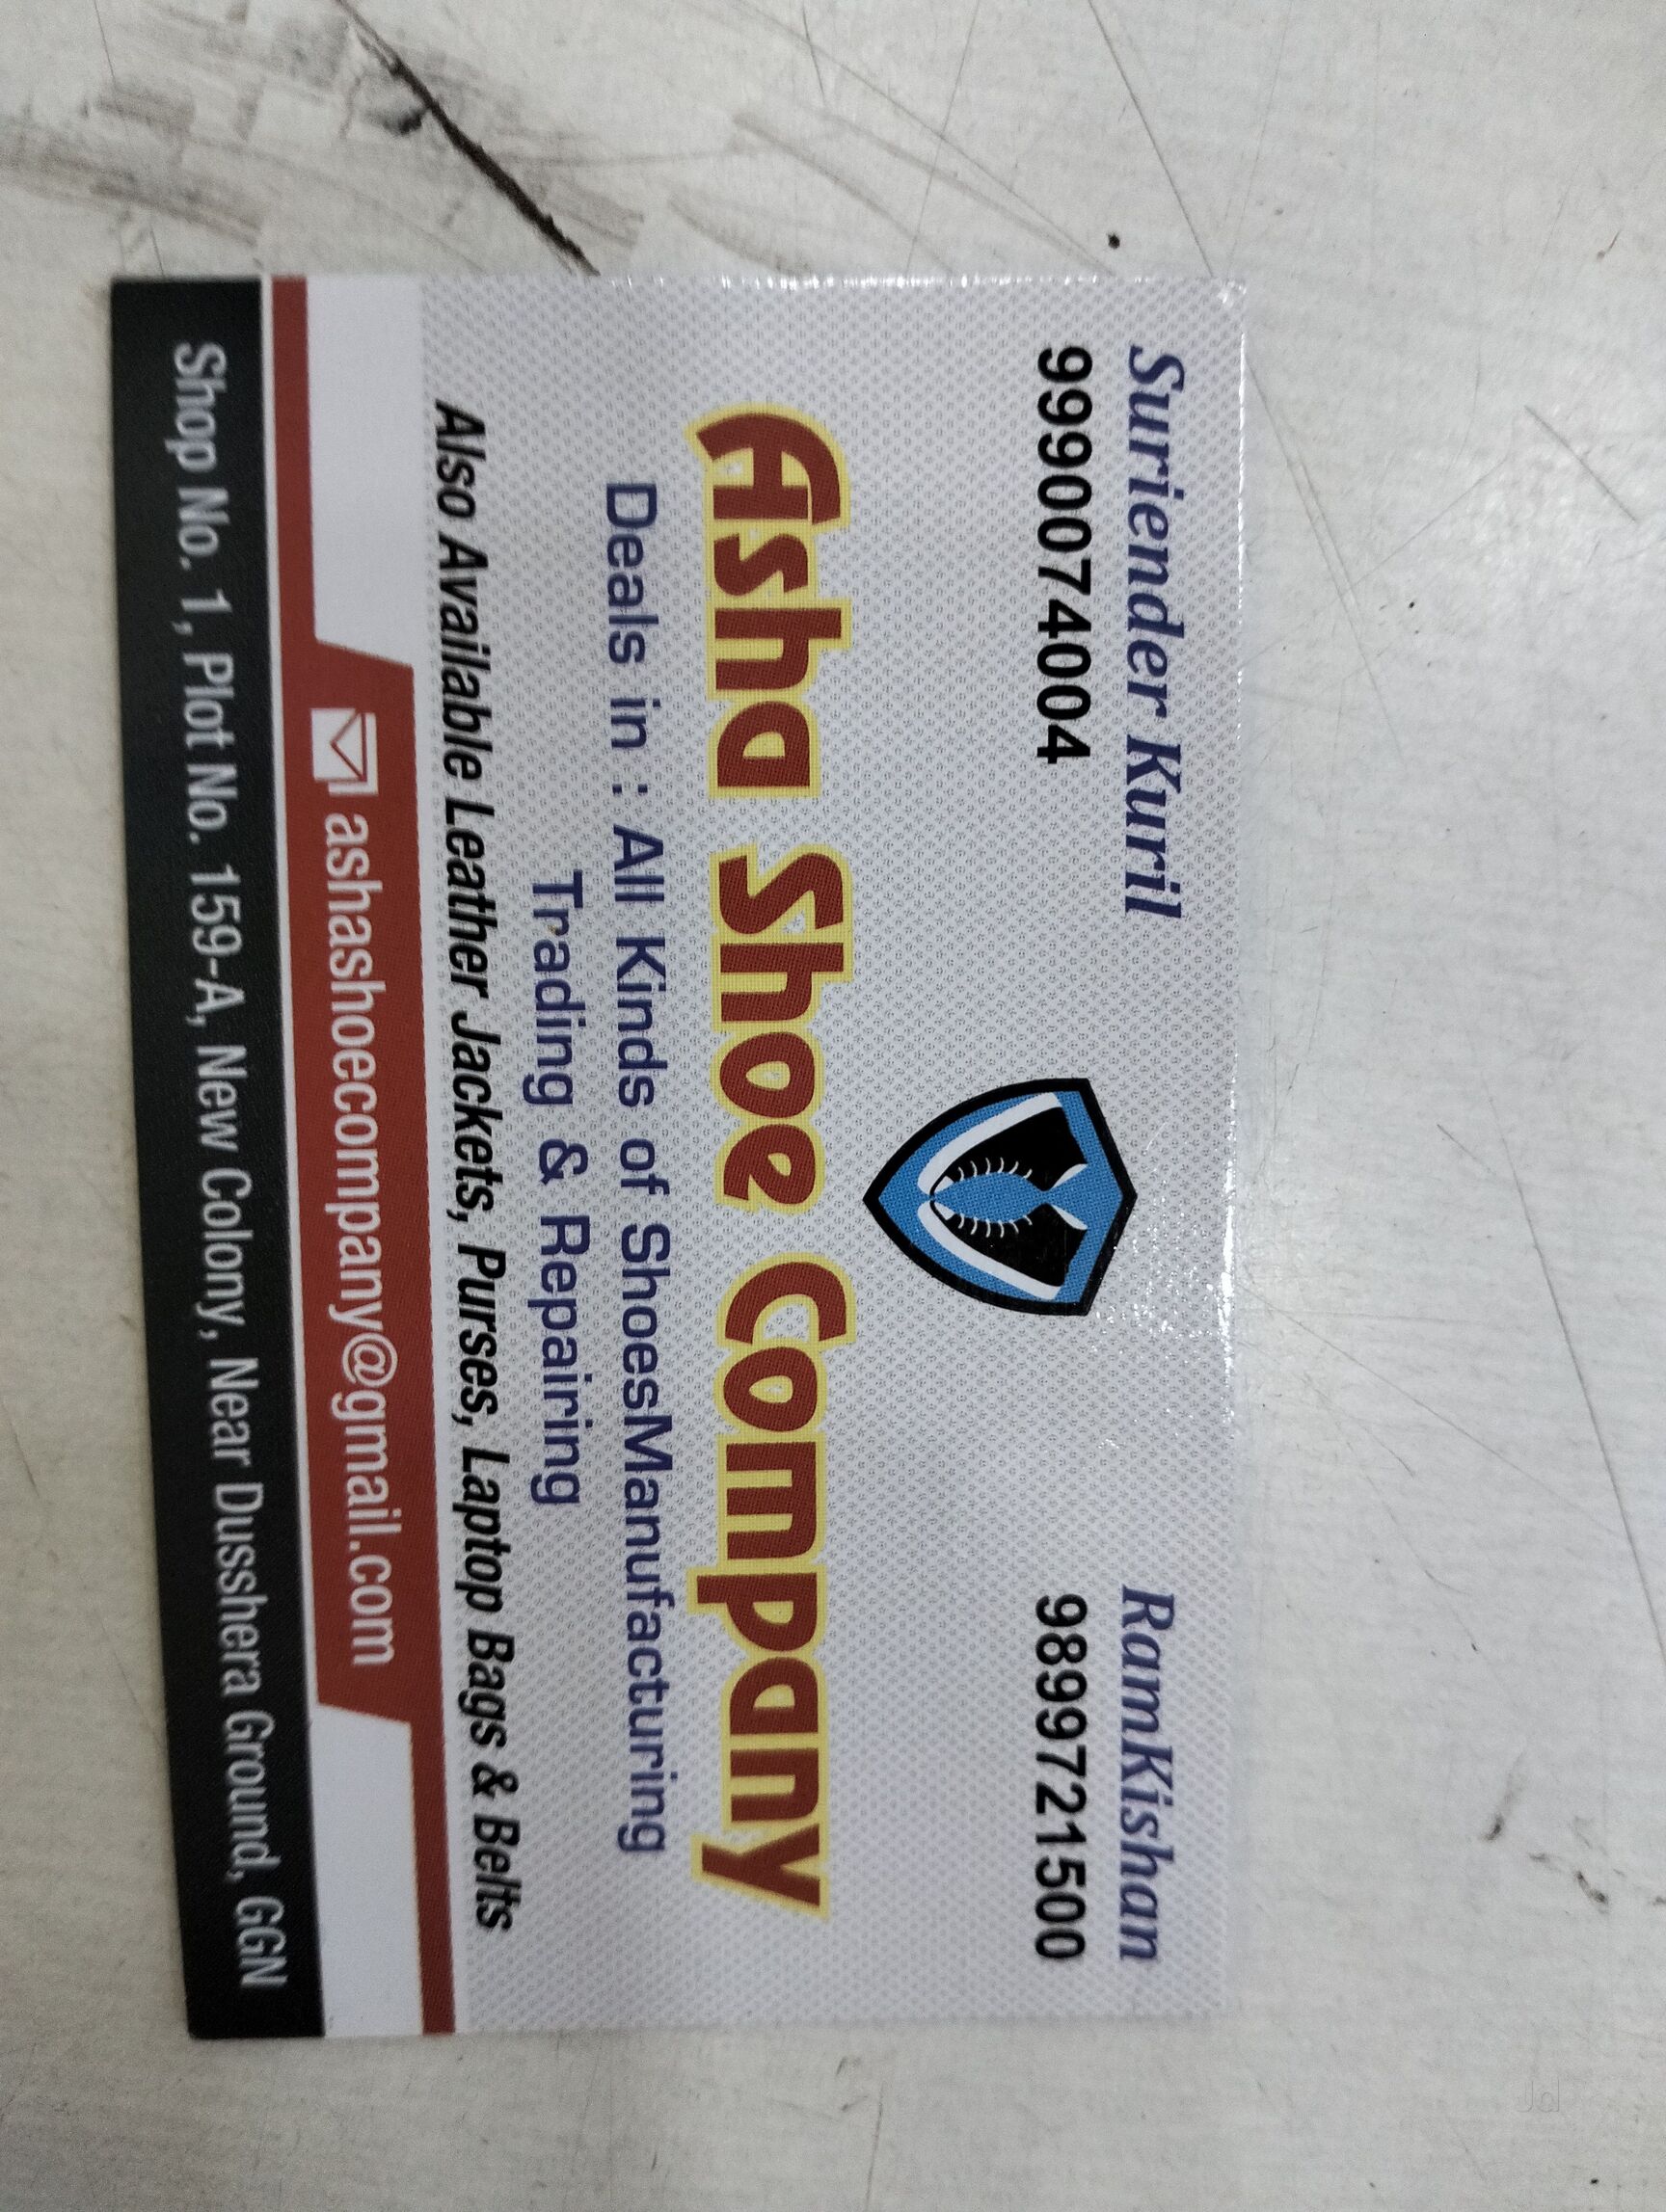 Suriender Kuril
9990074004
RamKishan
9899721500
Asha Shoe Company
Deals in : All Kinds of ShoesManufacturing
Trading & Repairing
Also Available Leather Jackets, Purses, Laptop Bags & Belts
ashashoecompany@gmail.com
Shop No. 1, Plot No. 159-A, New Colony, Near Dusshera Ground, GGN
Jd